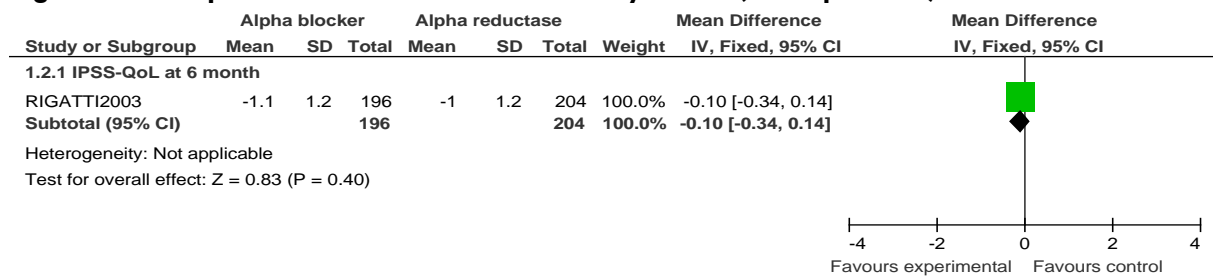 Alpha blocker Alpha reductase Mean Difference Mean Difference
Study or Subgroup Mean SD Total Mean SD Total Weight IV, Fixed, 95% CI IV, Fixed, 95% CI
1.2.1 IPSS-QoL at 6 month
RIGATTI2003 -1.1 1.2 196 -1 1.2 204 100.0% -0.10 [-0.34, 0.14]
Subtotal (95% CI) 196 204 100.0% -0.10 [-0.34, 0.14]
Heterogeneity: Not applicable
Test for overall effect: Z = 0.83 (P = 0.40)
-4 -2 0 2 4
Favours experimental Favours control